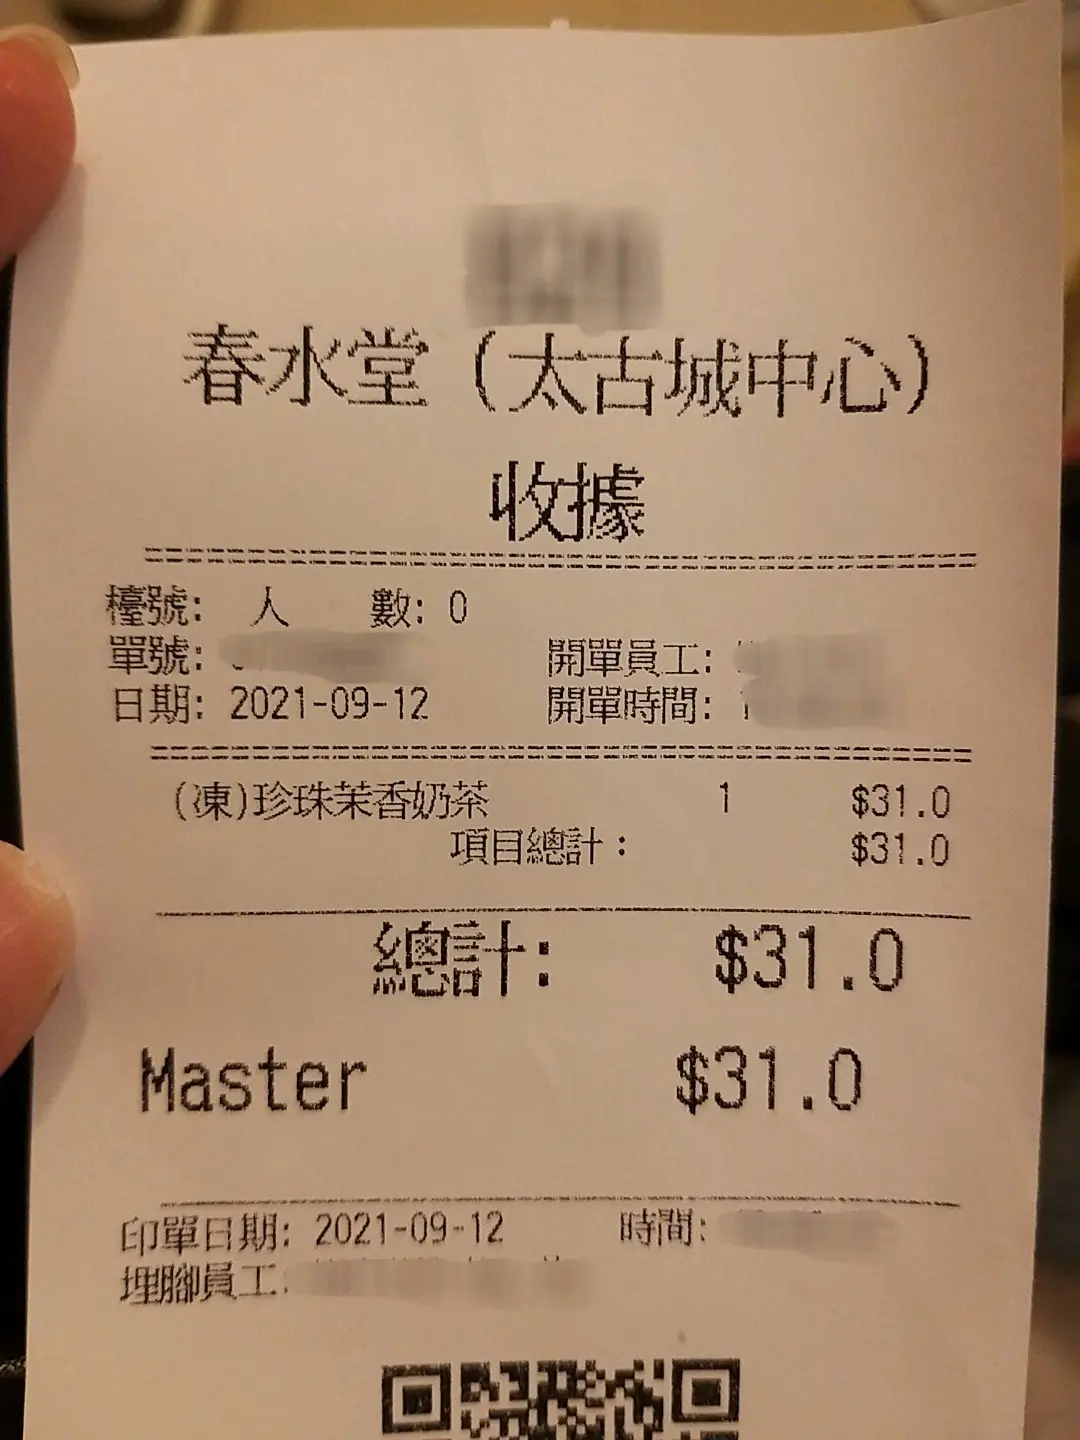 春水堂（太古城中心）
收據
檯號: 人 數: 0
單號: 開單員工:
日期: 2021-09-12 開單時間:
(凍)珍珠茉香奶茶 1 $31.0
項目總計： $31.0
總計: $31.0
Master $31.0
印單日期: 2021-09-12 時間:
埋腳員工: